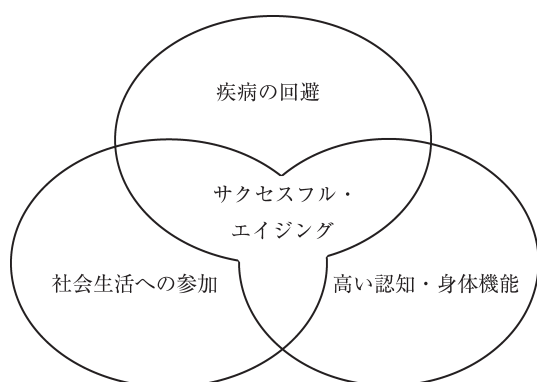 疾病の回避
サクセスフル・
エイジング
社会生活への参加
高い認知・身体機能